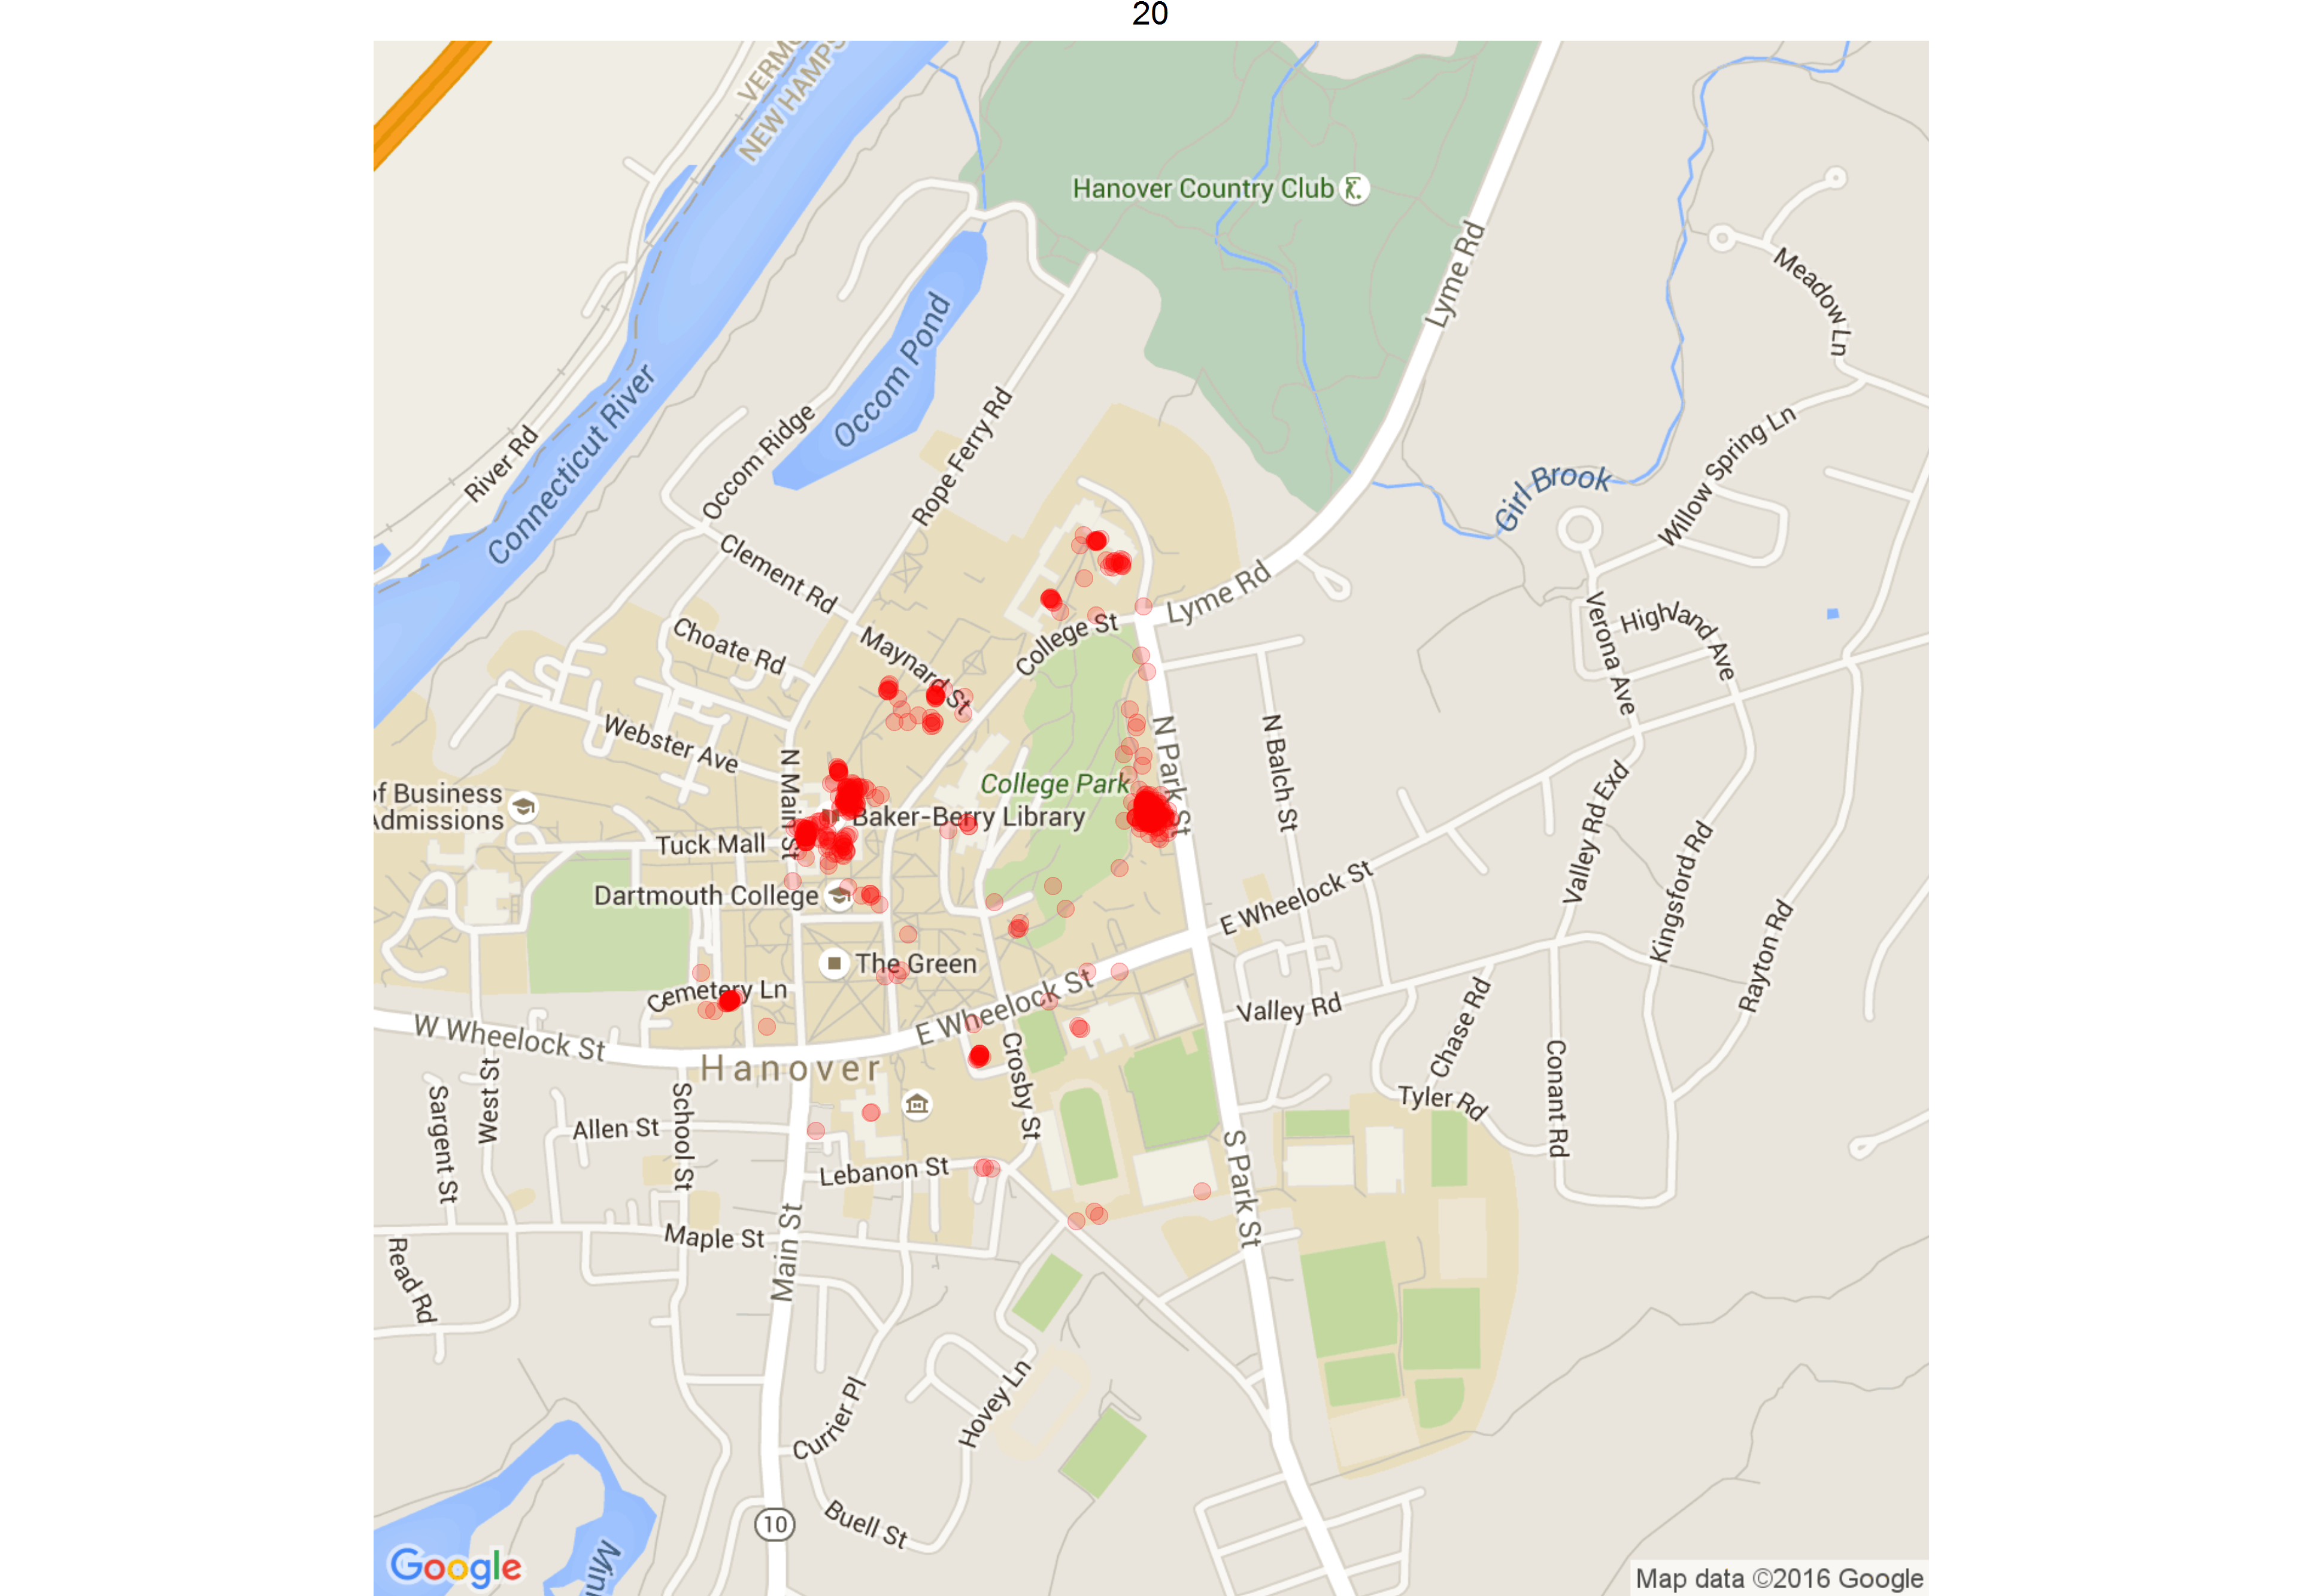 20
VERMO
NEW HAMPS
Hanover Country Club
Lyme Rd
Meadow Ln
Occom Pond
Connecticut River
River Rd
Occom Ridge
Rope Ferry Rd
Willow Spring Ln
Girl Brook
Clement Rd
Lyme Rd
Highland Ave
Verona Ave
Choate Rd
Maynard St
College St
Webster Ave
N Main St
N Park St
N Balch St
College Park
of Business
Admissions
Baker-Berry Library
Tuck Mall
Valley Rd Exd
Kingsford Rd
Dartmouth College
E Wheelock St
Rayton Rd
The Green
Cemetery Ln
E Wheelock St
Valley Rd
Chase Rd
W Wheelock St
Hanover
Crosby St
Conant Rd
Tyler Rd
Sargent St
West St
School St
Allen St
Lebanon St
S Park St
Maple St
Main St
Read Rd
Hovey Ln
Currier Pl
Buell St
10
Min
Google
Map data ©2016 Google